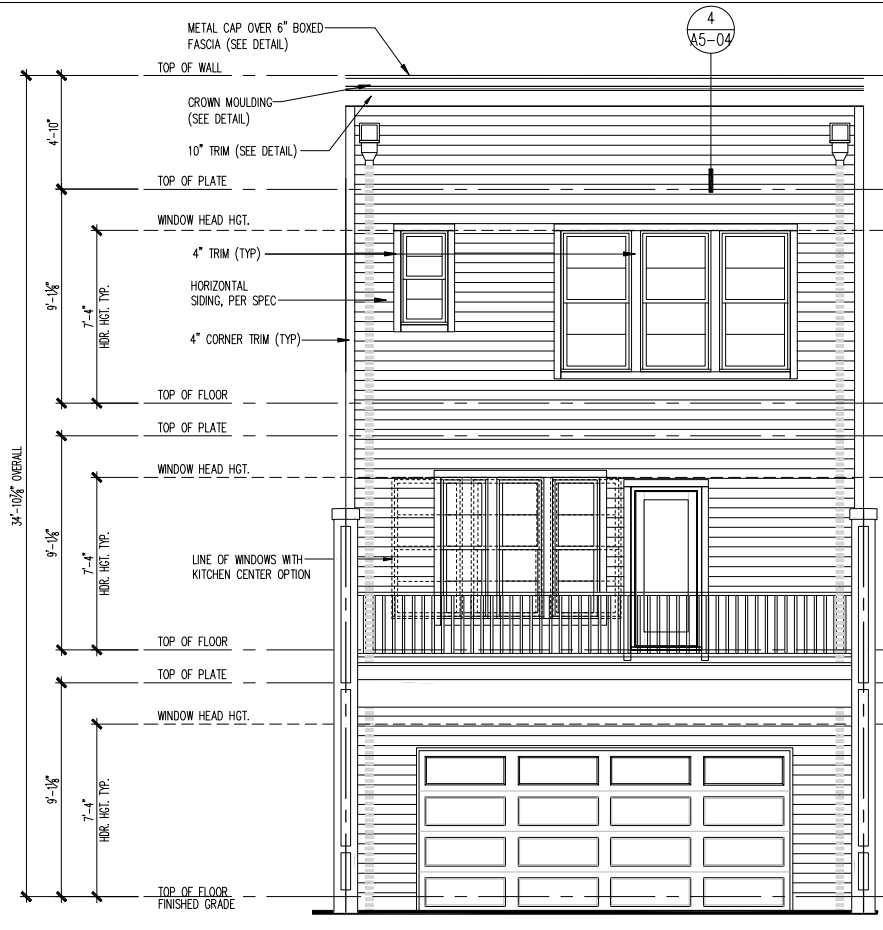 METAL CAP OVER 6" BOXED
FASCIA (SEE DETAIL)
4
A5-04
TOP OF WALL
CROWN MOULDING
(SEE DETAIL)
4'-10"
10" TRIM (SEE DETAIL)
TOP OF PLATE
WINDOW HEAD HGT.
4" TRIM (TYP)
HORIZONTAL
SIDING, PER SPEC
9'-1⅛"
7'-4"
HDR. HGT. TYP.
4" CORNER TRIM (TYP)
TOP OF FLOOR
TOP OF PLATE
WINDOW HEAD HGT.
34'-10⅞" OVERALL
9'-1⅛"
7'-4"
HDR. HGT. TYP.
LINE OF WINDOWS WITH
KITCHEN CENTER OPTION
TOP OF FLOOR
TOP OF PLATE
WINDOW HEAD HGT.
9'-1⅛"
7'-4"
HDR. HGT. TYP.
TOP OF FLOOR
FINISHED GRADE